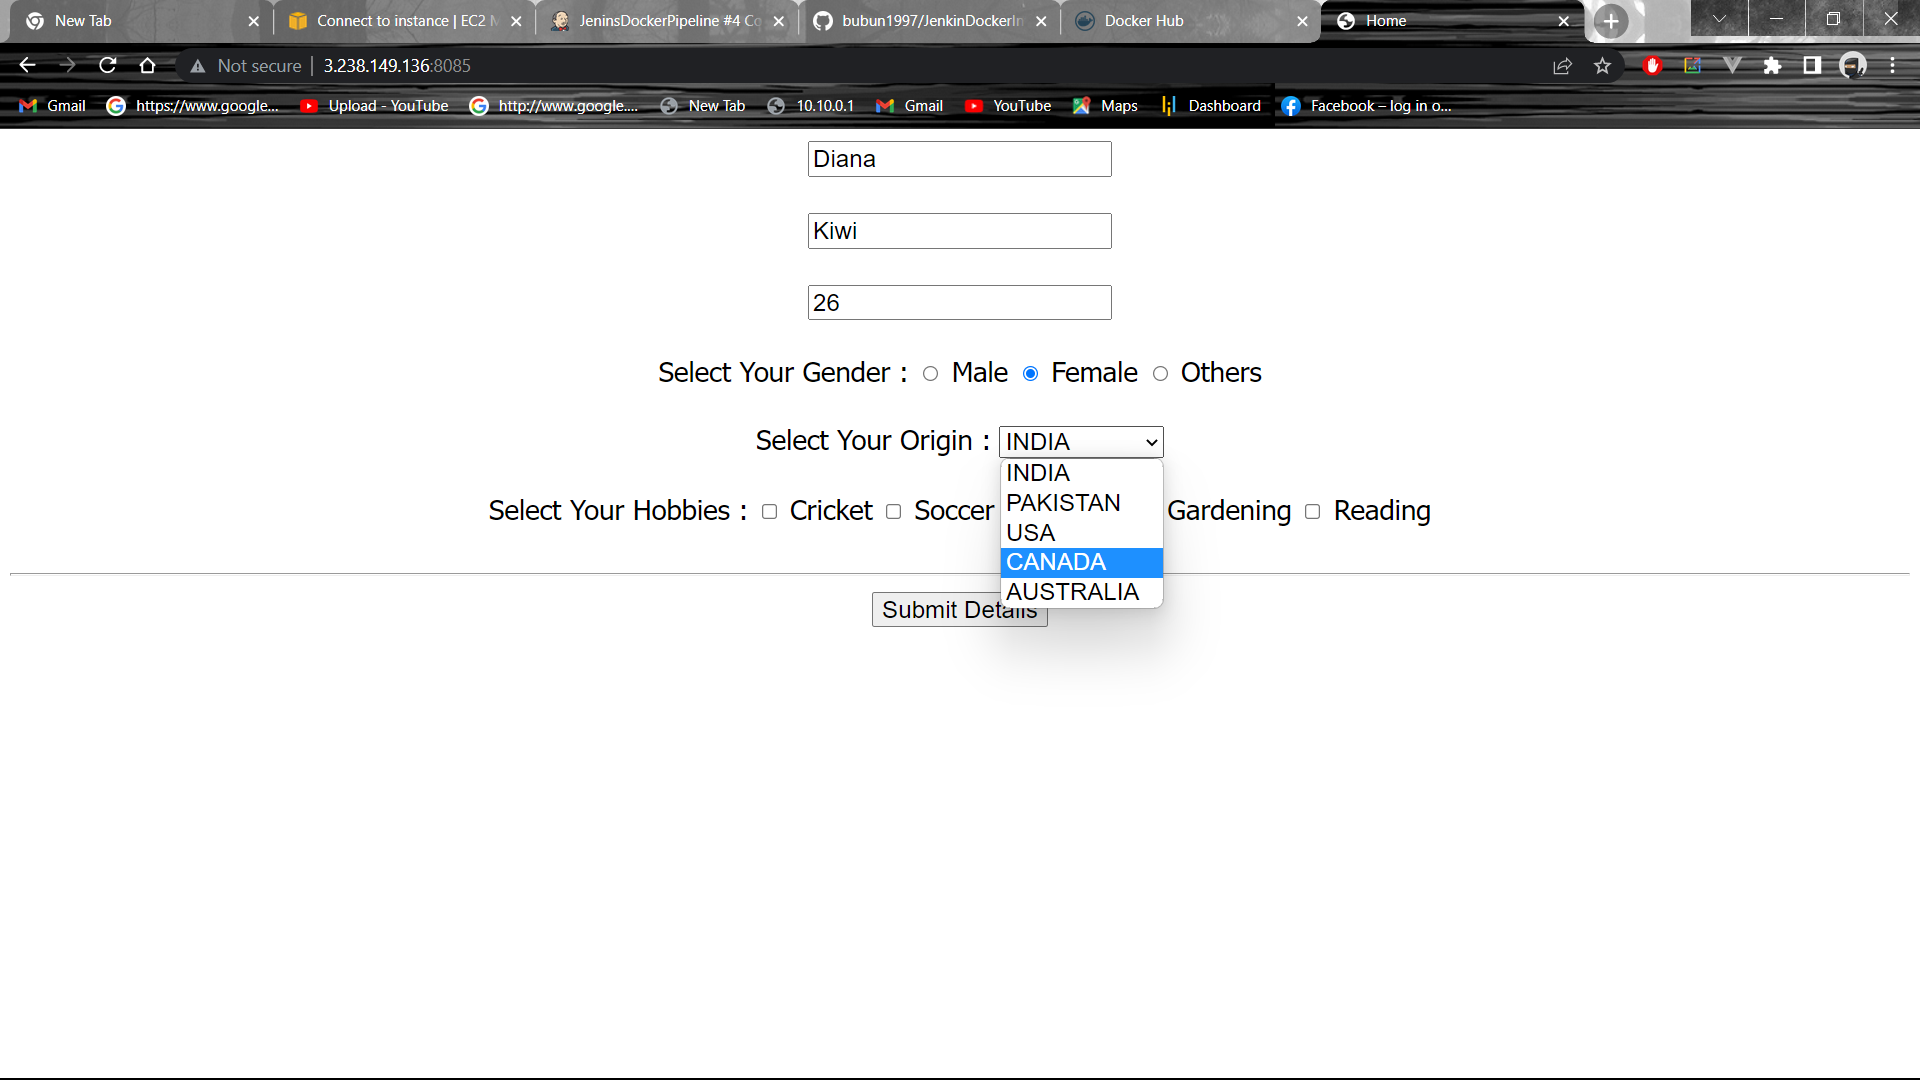 New Tab
Connect to instance | EC2 M
JeninsDockerPipeline #4 Co
bubun1997/JenkinDockerIn
Docker Hub
Home
Not secure 3.238.149.136:8085
Gmail
https://www.google...
Upload - YouTube
http://www.google....
New Tab
10.10.0.1
Gmail
YouTube
Maps
Dashboard
Facebook – log in o...
Diana
Kiwi
26
Select Your Gender : Male Female Others
Select Your Origin : INDIA
INDIA
PAKISTAN
USA
CANADA
AUSTRALIA
Select Your Hobbies : Cricket Soccer Gardening Reading
Submit Details